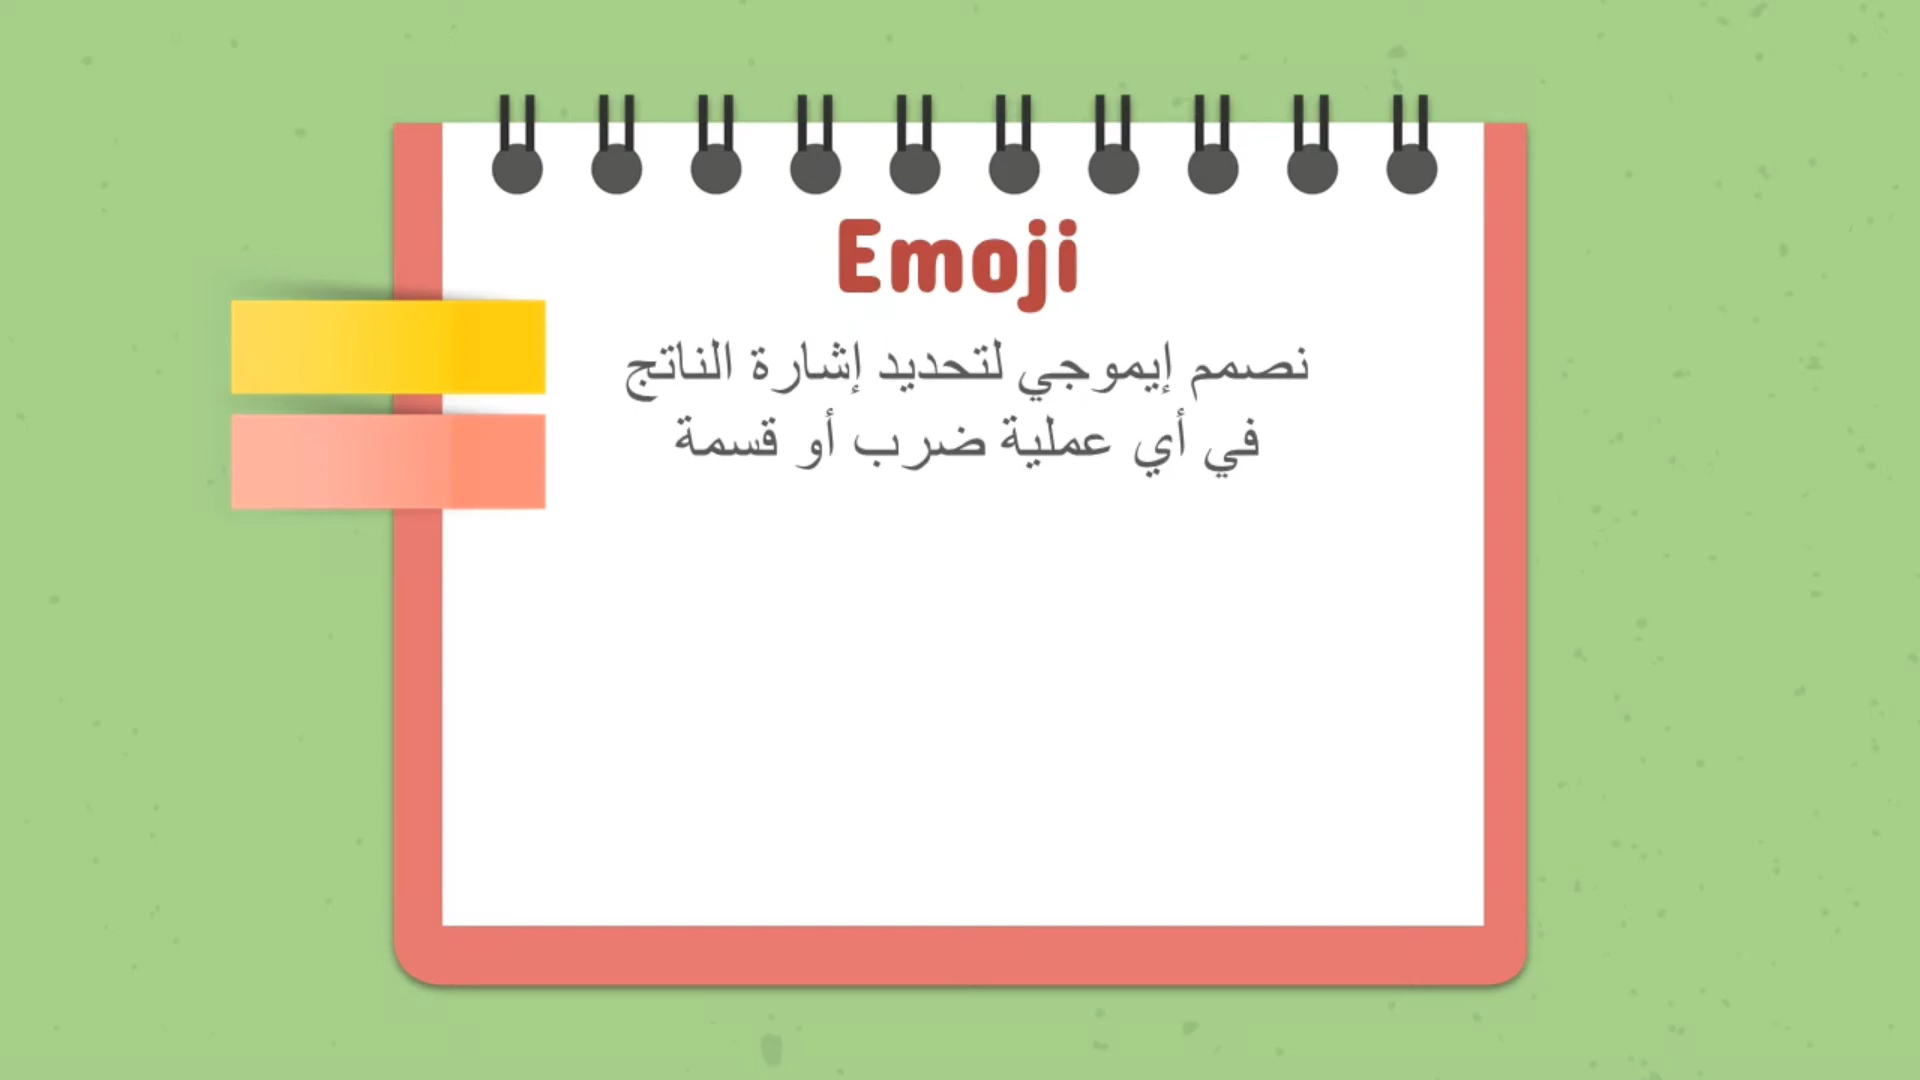 Emoji
نصمم إيموجي لتحديد إشارة الناتج
في أي عملية ضرب أو قسمة